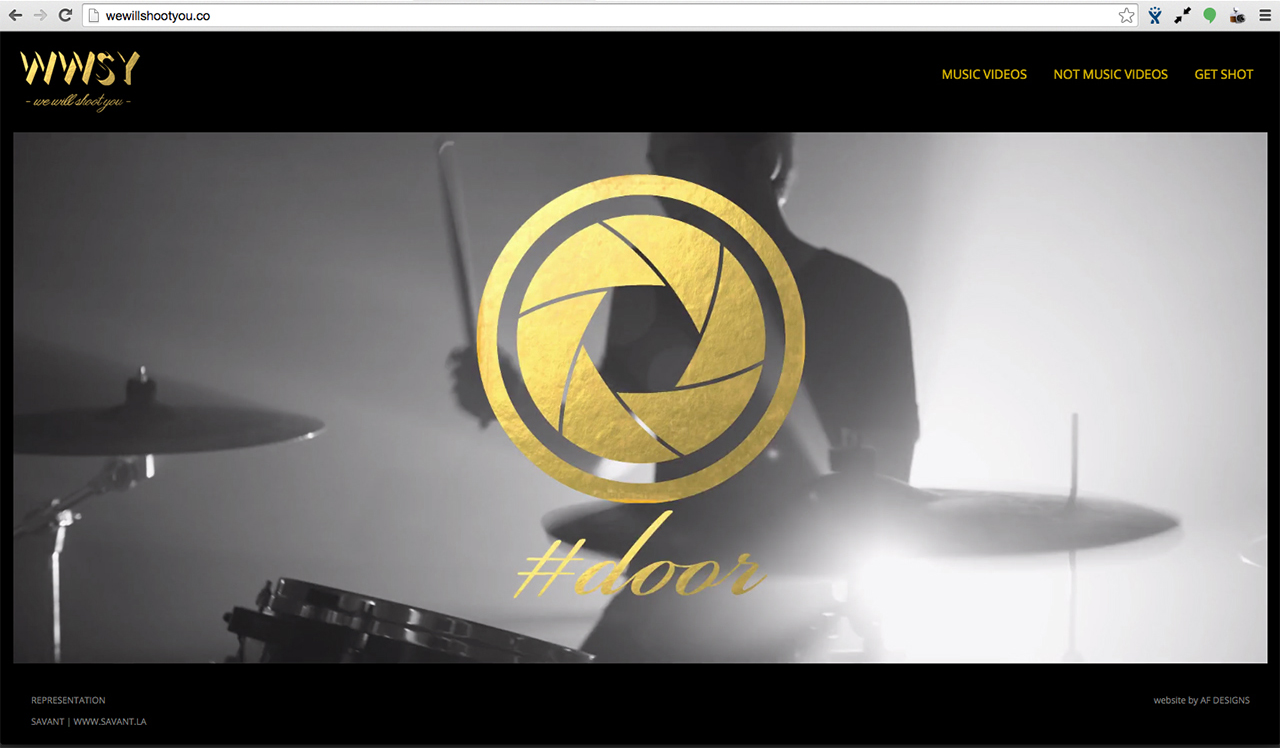 wewillshootyou.co
WWSY
- we will shoot you -
MUSIC VIDEOS NOT MUSIC VIDEOS GET SHOT
#door
REPRESENTATION
website by AF DESIGNS
SAVANT | WWW.SAVANT.LA